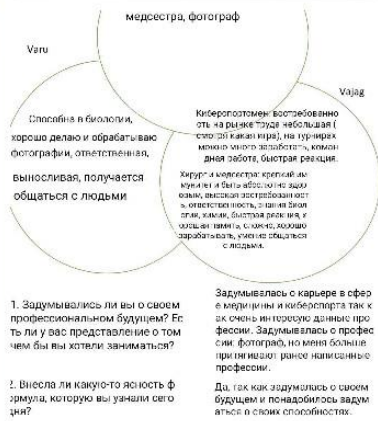 медсестра, фотограф
Varu
Vajag
Способна в биологии,
хорошо делаю и обрабатываю
фотографии, ответственная,
выносливая, получается
общаться с людьми
Киберспортсмен: востребованно
сть на рынке труда небольшая (
смотря какая игра), на турнирах
можно много заработать, коман
дная работа, быстрая реакция.
Хирург и медсестра: крепкий им
мунитет и быть абсолютно здор
овым, высокая востребованност
ь, ответственность, знания биол
огии, химии, быстрая реакция, х
орошая память, сложно, хорошо
зарабатывать, умение общаться
с людьми.
1. Задумывались ли вы о своем
профессиональном будущем? Ес
ть ли у вас представление о том
чем бы вы хотели заниматься?
Задумывалась о карьере в сфер
е медицины и киберспорта так к
ак очень интересую данные про
фессии. Задумывалась о профес
сии: фотограф, но меня больше
притягивают ранее написанные
профессии.
2. Внесла ли какую-то ясность ф
ормула, которую вы узнали сего
дня?
Да, так как задумалась о своем
будущем и понадобилось задум
аться о своих способностях.